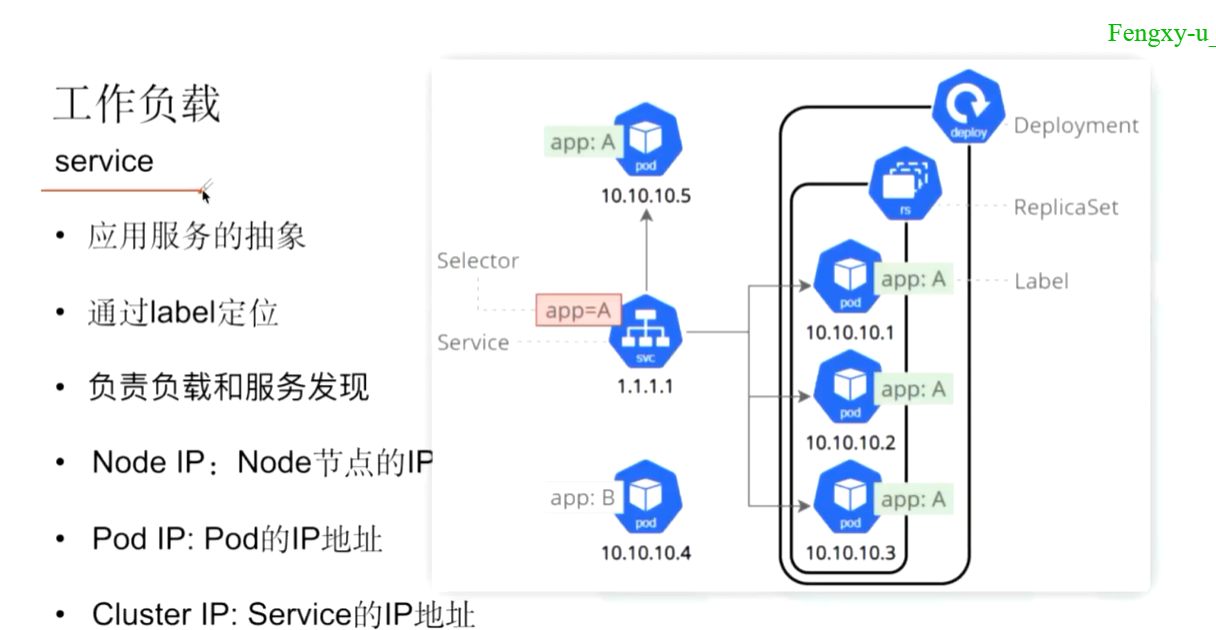 Fengxy-u_
工作负载
service
• 应用服务的抽象
• 通过label定位
• 负责负载和服务发现
• Node IP：Node节点的IP
• Pod IP: Pod的IP地址
• Cluster IP: Service的IP地址
app: A
pod
10.10.10.5
Selector
app=A
Service
svc
1.1.1.1
app: B
pod
10.10.10.4
deploy
Deployment
rs
ReplicaSet
pod
app: A
Label
10.10.10.1
pod
app: A
10.10.10.2
pod
app: A
10.10.10.3